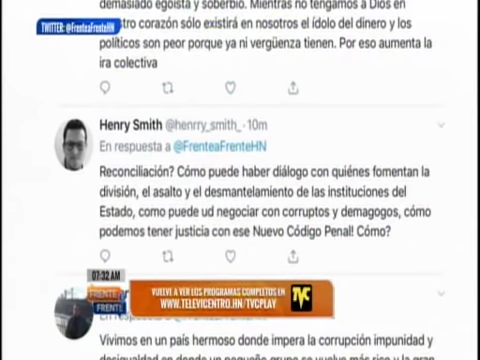 demasiado egoísta y soberbio. Mientras no tengamos a Dios en
TWITTER: @FrenteaFrenteHN
stro corazón sólo existirá en nosotros el ídolo del dinero y los
políticos son peor porque ya ni vergüenza tienen. Por eso aumenta la
ira colectiva
Henry Smith @henrry_smith_ · 10m
En respuesta a @FrenteaFrenteHN
Reconciliación? Cómo puede haber diálogo con quiénes fomentan la
división, el asalto y el desmantelamiento de las instituciones del
Estado, como puede ud negociar con corruptos y demagogos, cómo
podemos tener justicia con ese Nuevo Código Penal! Cómo?
07:32 AM
FRENTE
FRENTE
VUELVE A VER LOS PROGRAMAS COMPLETOS EN
WWW.TELEVICENTRO.HN/TVCPLAY
TVC
En respuesta a @FrenteaFrenteHN
Vivimos en un país hermoso donde impera la corrupción impunidad y
desigualdad en donde un pequeño grupo se vuelve más rico y la gran